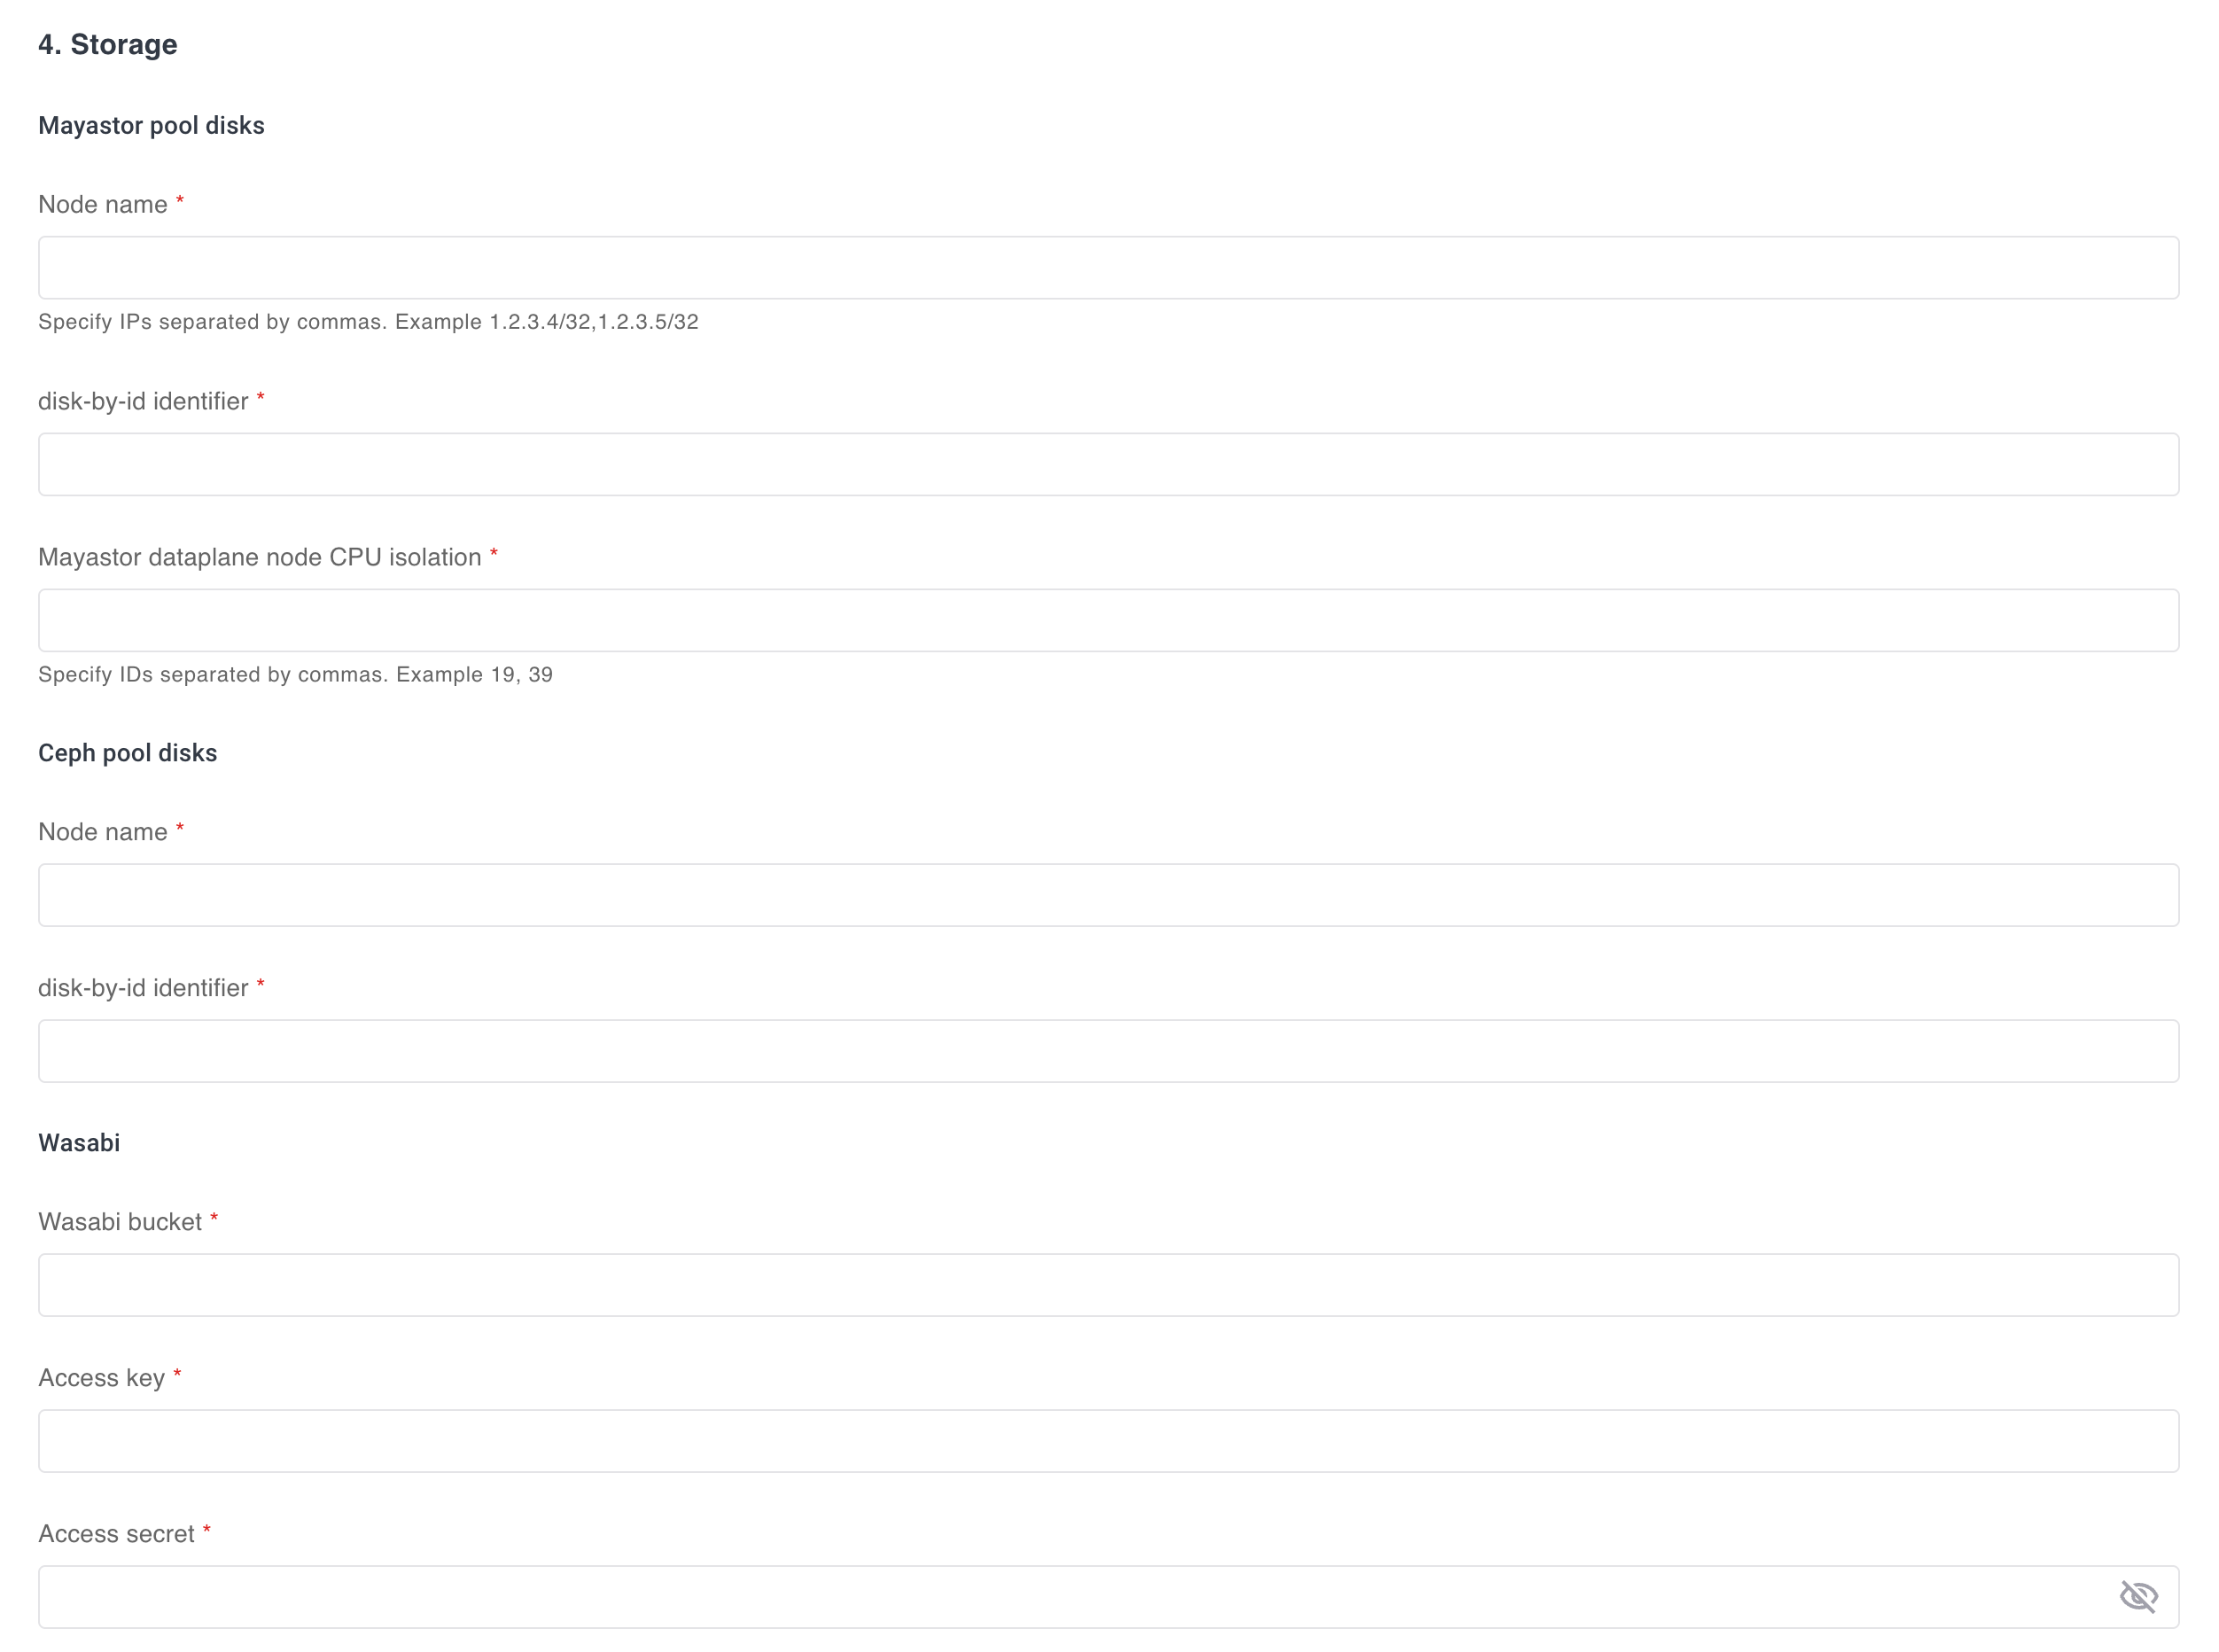 4. Storage
Mayastor pool disks
Node name *
Specify IPs separated by commas. Example 1.2.3.4/32,1.2.3.5/32
disk-by-id identifier *
Mayastor dataplane node CPU isolation *
Specify IDs separated by commas. Example 19, 39
Ceph pool disks
Node name *
disk-by-id identifier *
Wasabi
Wasabi bucket *
Access key *
Access secret *